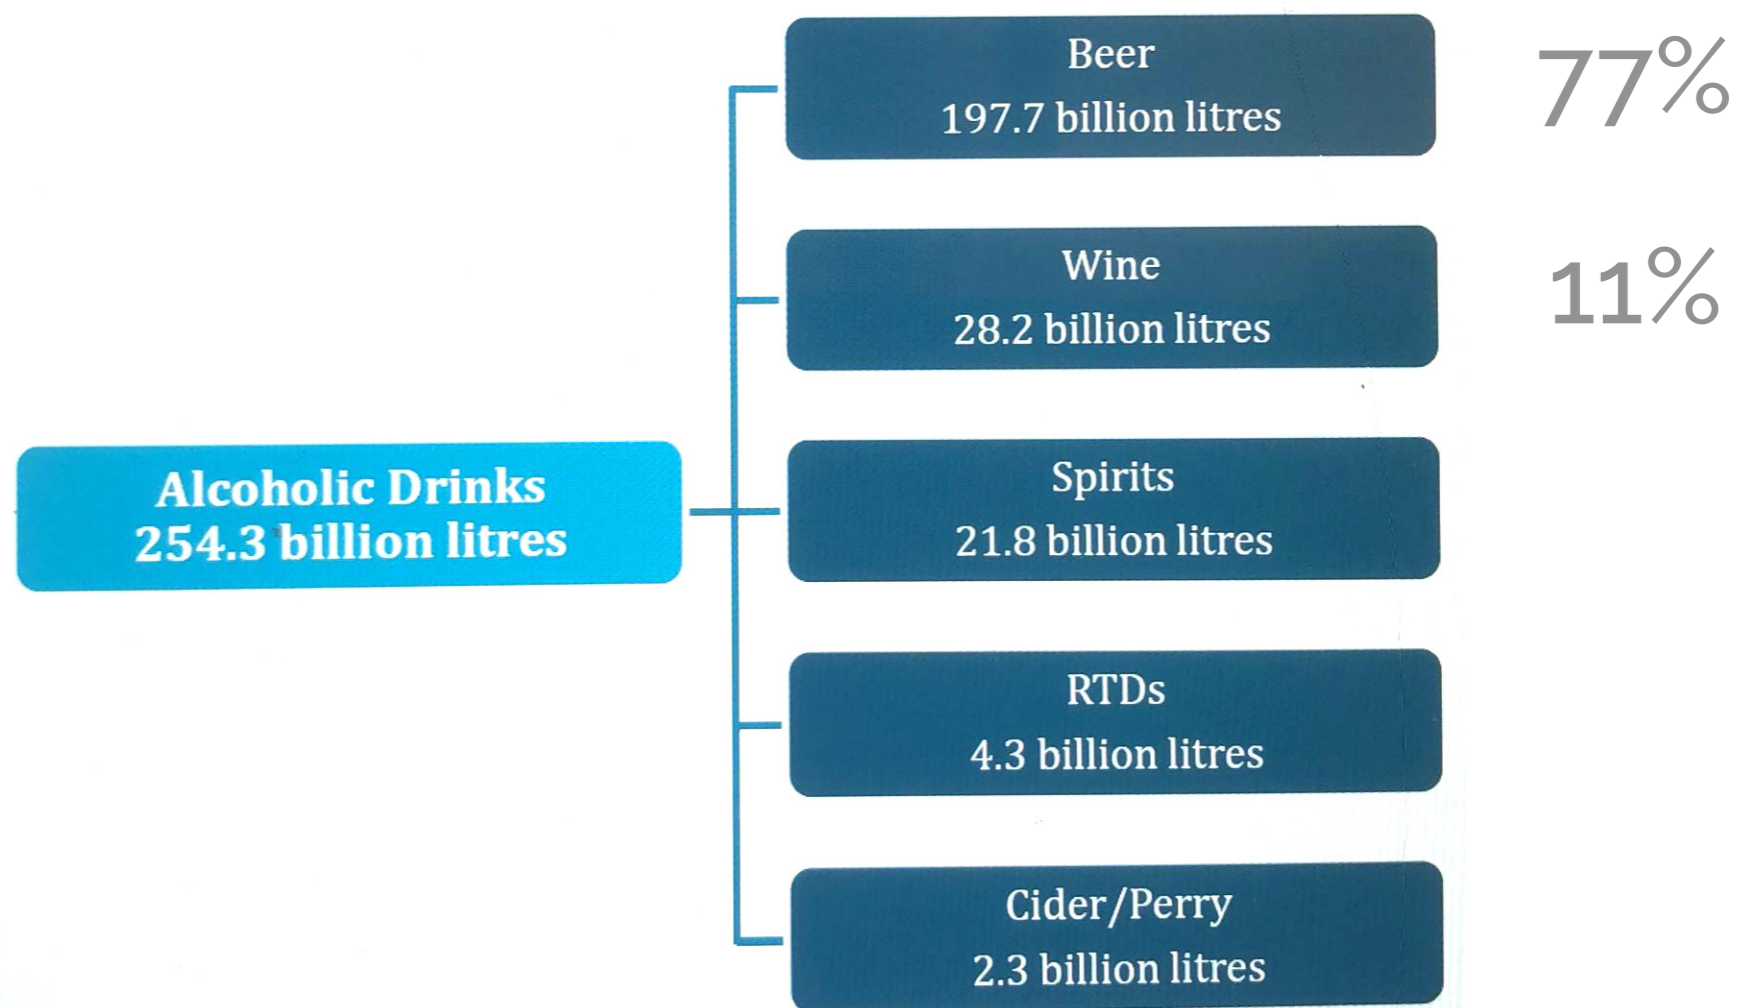 Beer
197.7 billion litres
77%
Wine
28.2 billion litres
11%
Alcoholic Drinks
254.3 billion litres
Spirits
21.8 billion litres
RTDs
4.3 billion litres
Cider/Perry
2.3 billion litres